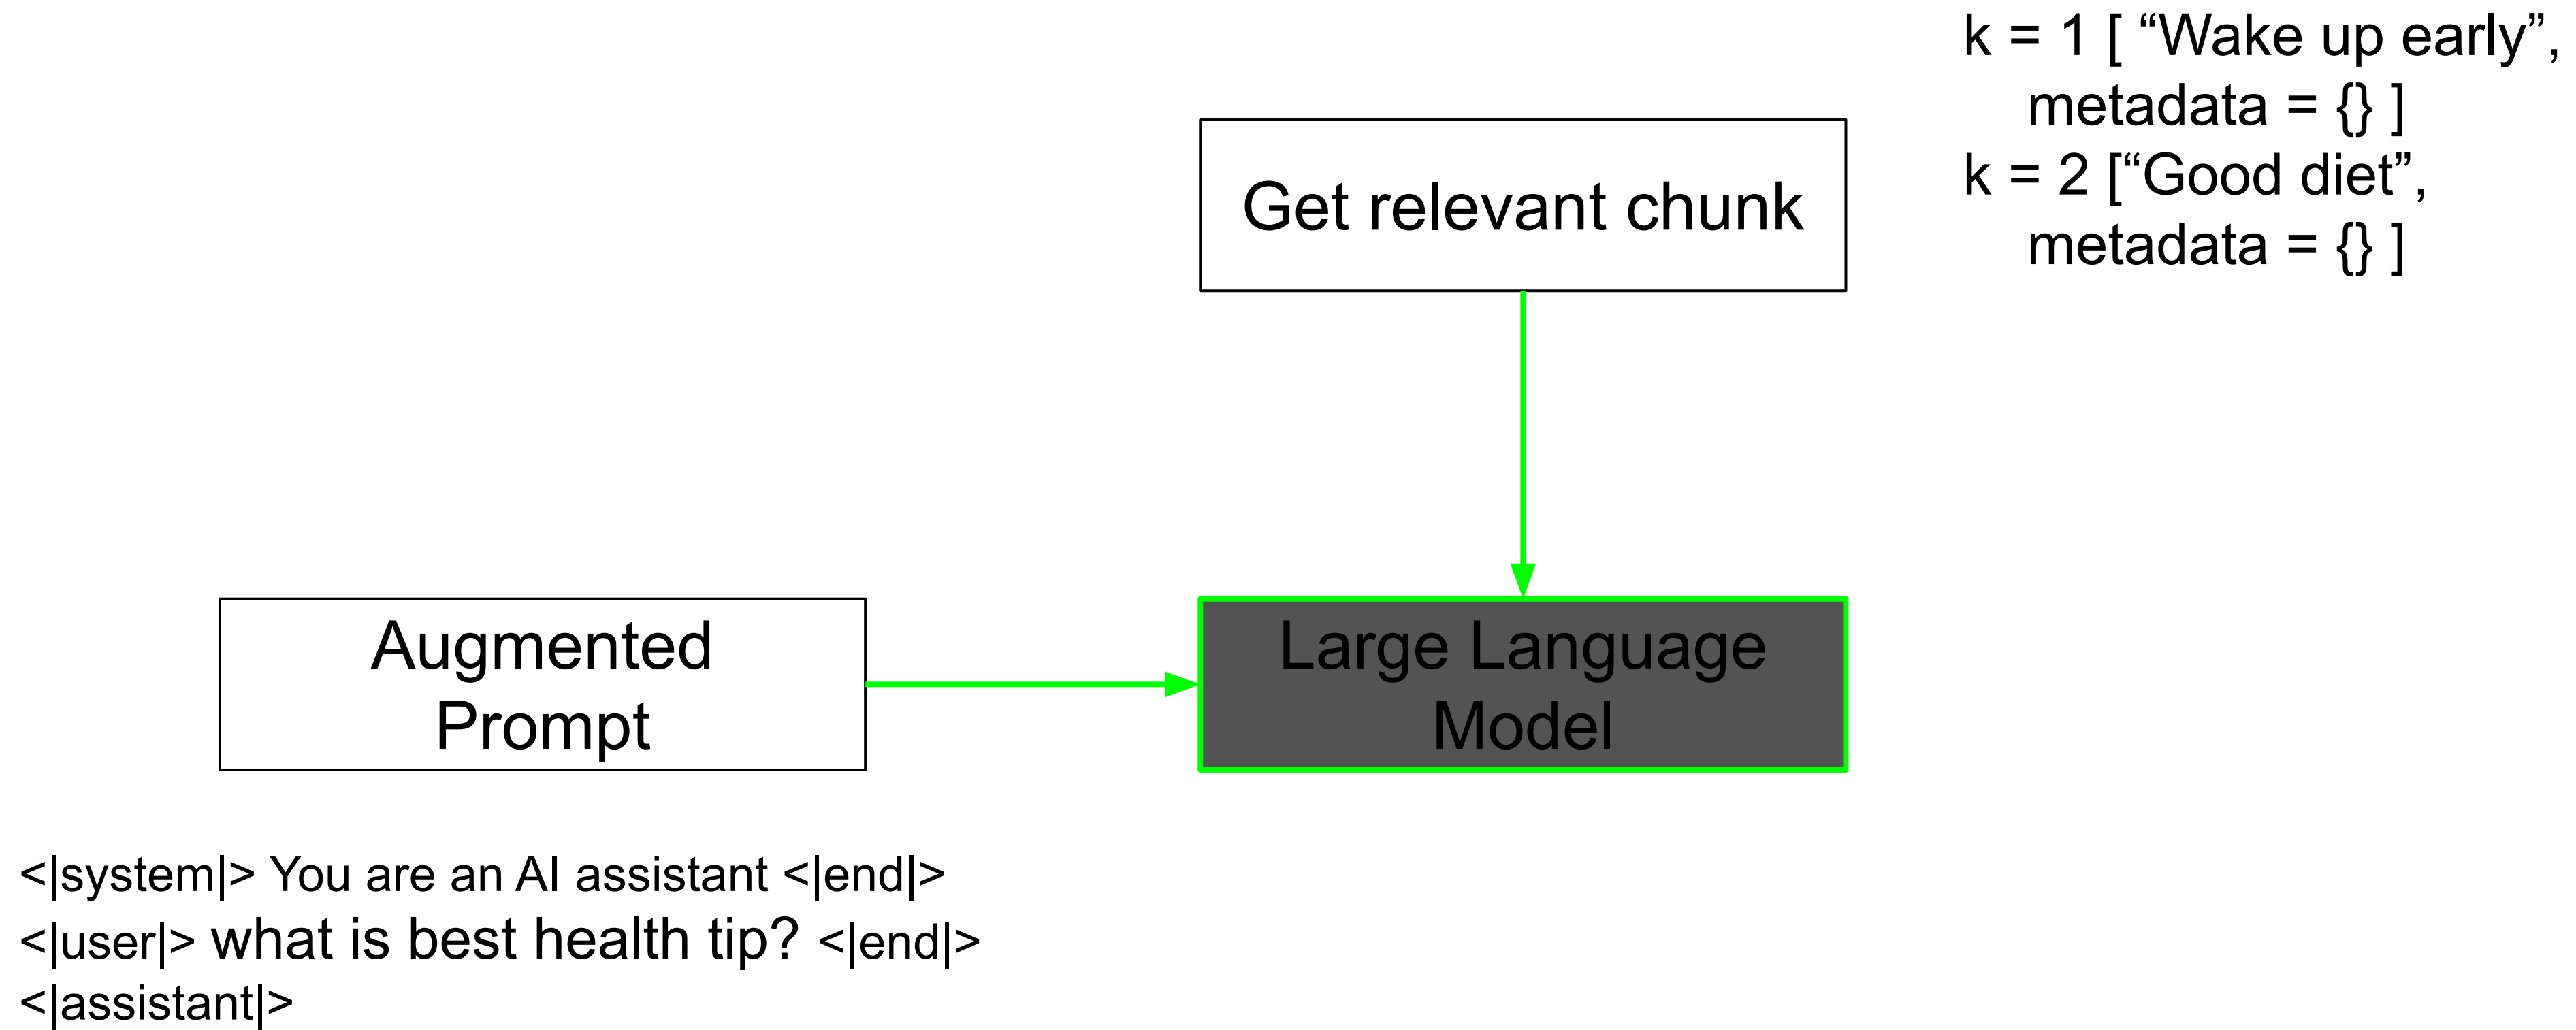 k = 1 [ “Wake up early”,
metadata = {} ]
k = 2 [“Good diet”,
metadata = {} ]
Get relevant chunk
Augmented
Prompt
Large Language
Model
<|system|> You are an AI assistant <|end|>
<|user|> what is best health tip? <|end|>
<|assistant|>